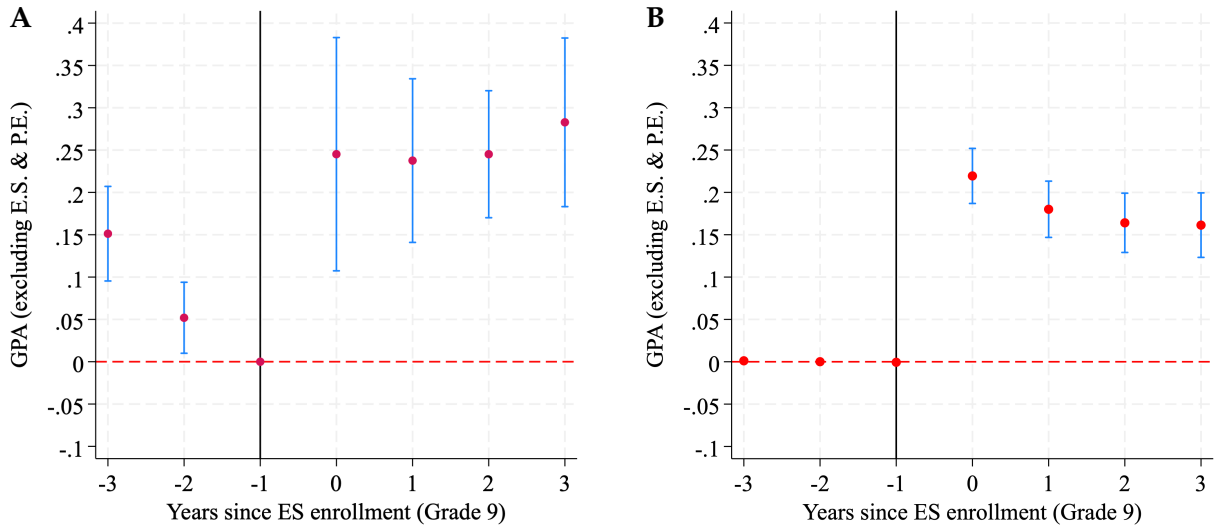 A
GPA (excluding E.S. & P.E.)
.4
.35
.3
.25
.2
.15
.1
.05
0
-.05
-.1
-3 -2 -1 0 1 2 3
Years since ES enrollment (Grade 9)
B
GPA (excluding E.S. & P.E.)
.4
.35
.3
.25
.2
.15
.1
.05
0
-.05
-.1
-3 -2 -1 0 1 2 3
Years since ES enrollment (Grade 9)